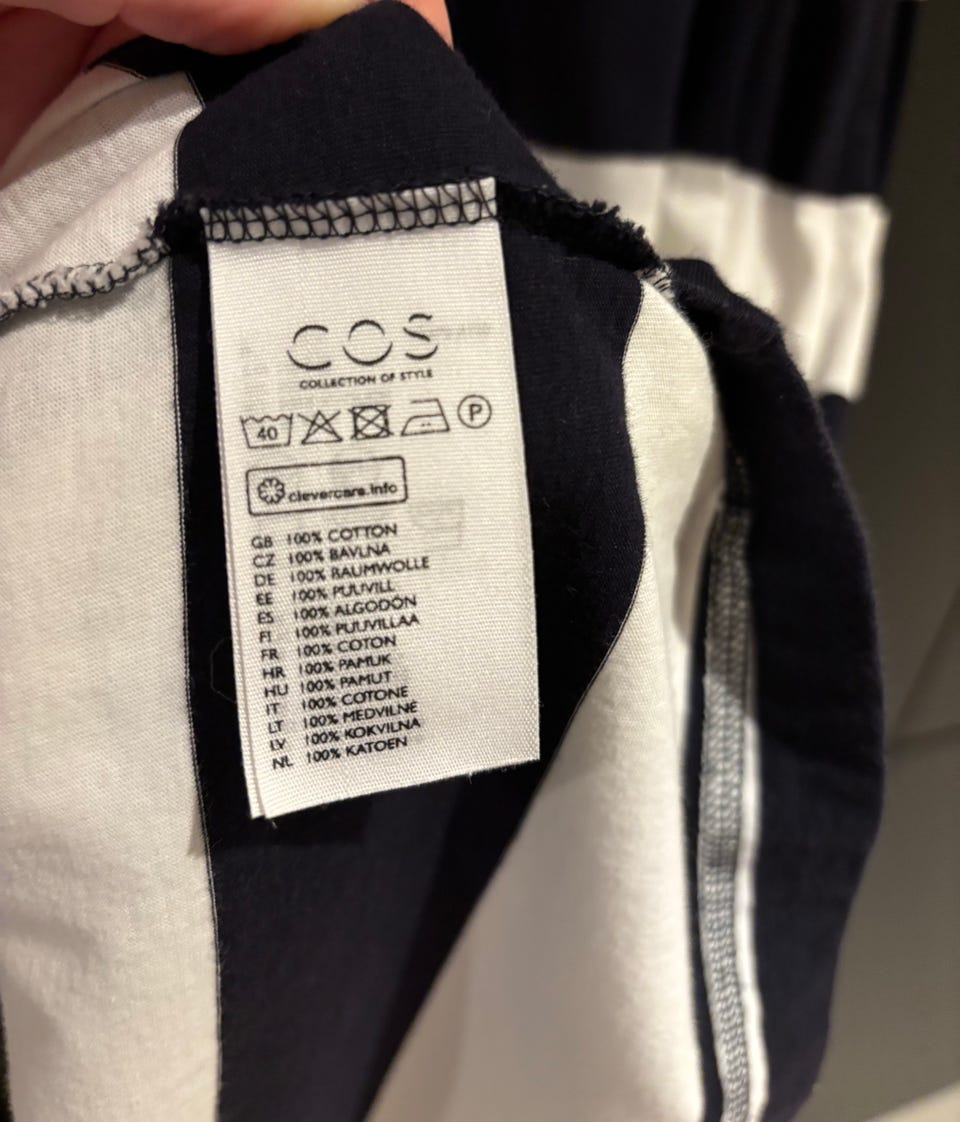 COS
COLLECTION OF STYLE
40 P
clevercare.info
GB 100% COTTON
CZ 100% BAVLNA
DE 100% BAUMWOLLE
EE 100% PUUVILL
ES 100% ALGODÓN
FI 100% PUUVILLAA
FR 100% COTON
HR 100% PAMUK
HU 100% PAMUT
IT 100% COTONE
LT 100% MEDVILNĖ
LV 100% KOKVILNA
NL 100% KATOEN